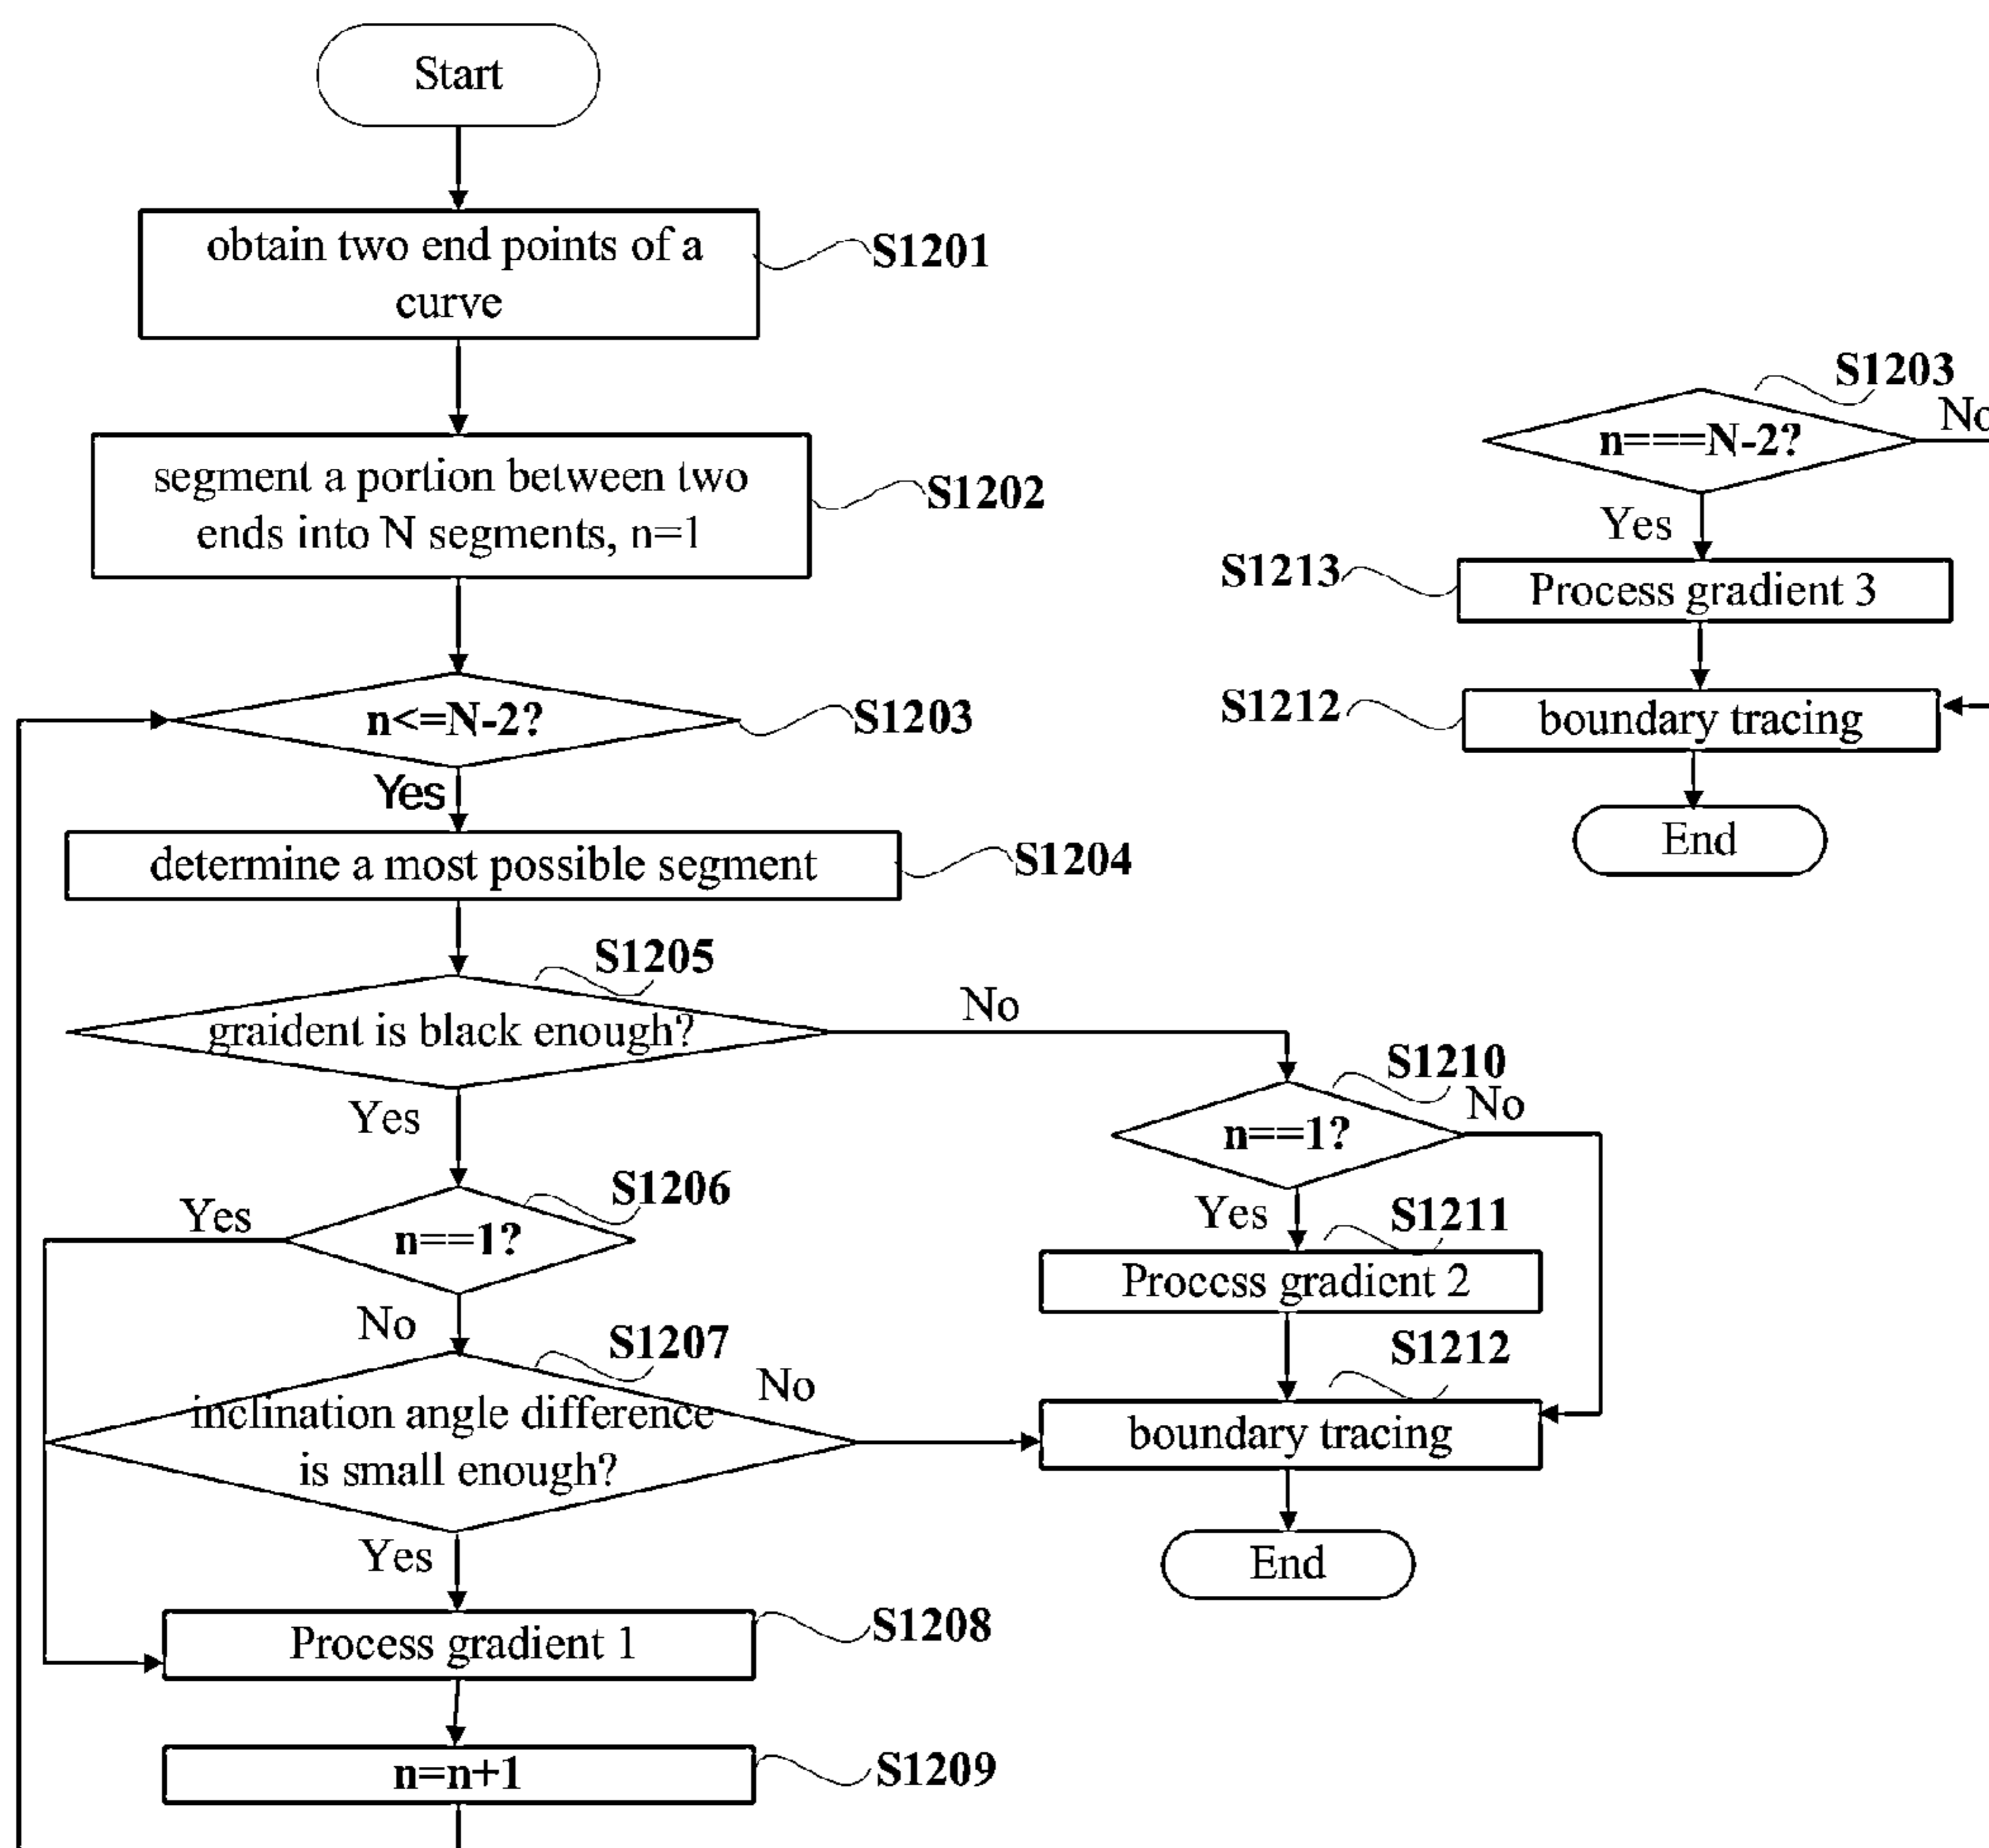 Start
obtain two end points of a
curve
S1201
segment a portion between two
ends into N segments, n=1
S1202
n<=N-2?
S1203
Yes
determine a most possible segment
S1204
S1205
graident is black enough?
No
Yes
S1206
n==1?
Yes
No
S1207
inclination angle difference
is small enough?
No
Yes
Process gradient 1
S1208
n=n+1
S1209
S1210
n==1?
No
Yes
S1211
Process gradient 2
S1212
boundary tracing
End
S1203
n===N-2?
No
Yes
S1213
Process gradient 3
S1212
boundary tracing
End